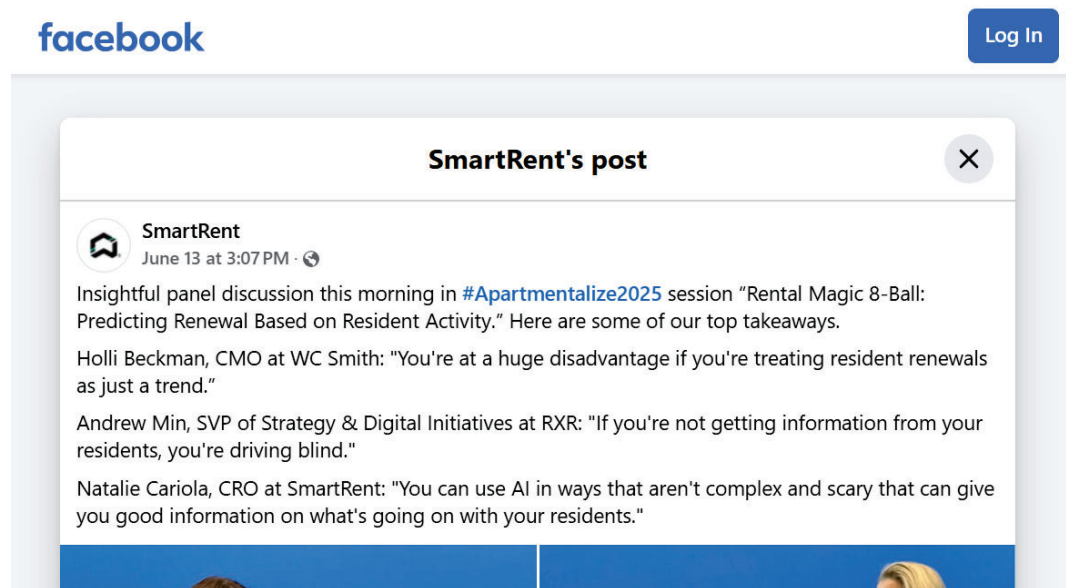 facebook
Log In
SmartRent's post
SmartRent
June 13 at 3:07 PM ·
Insightful panel discussion this morning in #Apartmentalize2025 session “Rental Magic 8-Ball:
Predicting Renewal Based on Resident Activity.” Here are some of our top takeaways.
Holli Beckman, CMO at WC Smith: "You're at a huge disadvantage if you're treating resident renewals
as just a trend.”
Andrew Min, SVP of Strategy & Digital Initiatives at RXR: "If you're not getting information from your
residents, you're driving blind."
Natalie Cariola, CRO at SmartRent: "You can use AI in ways that aren't complex and scary that can give
you good information on what's going on with your residents."